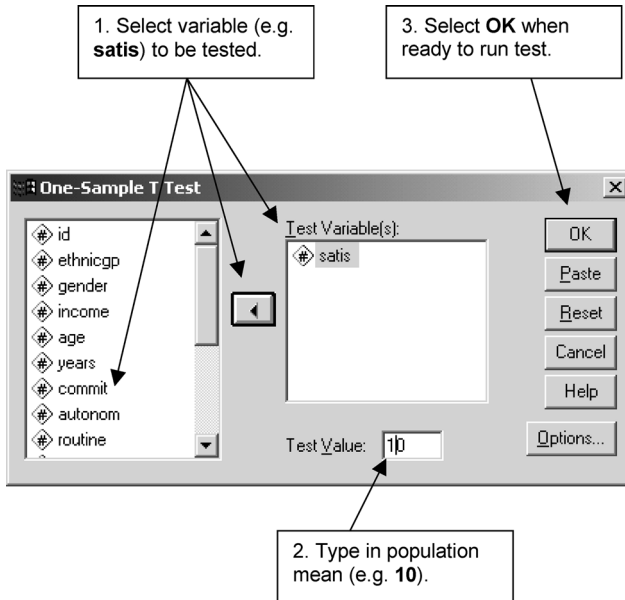 1. Select variable (e.g.
satis) to be tested.
3. Select OK when
ready to run test.
One-Sample T Test
id
ethnicgp
gender
income
age
years
commit
autonom
routine
Test Variable(s):
satis
Test Value: 10
OK
Paste
Reset
Cancel
Help
Options...
2. Type in population
mean (e.g. 10).